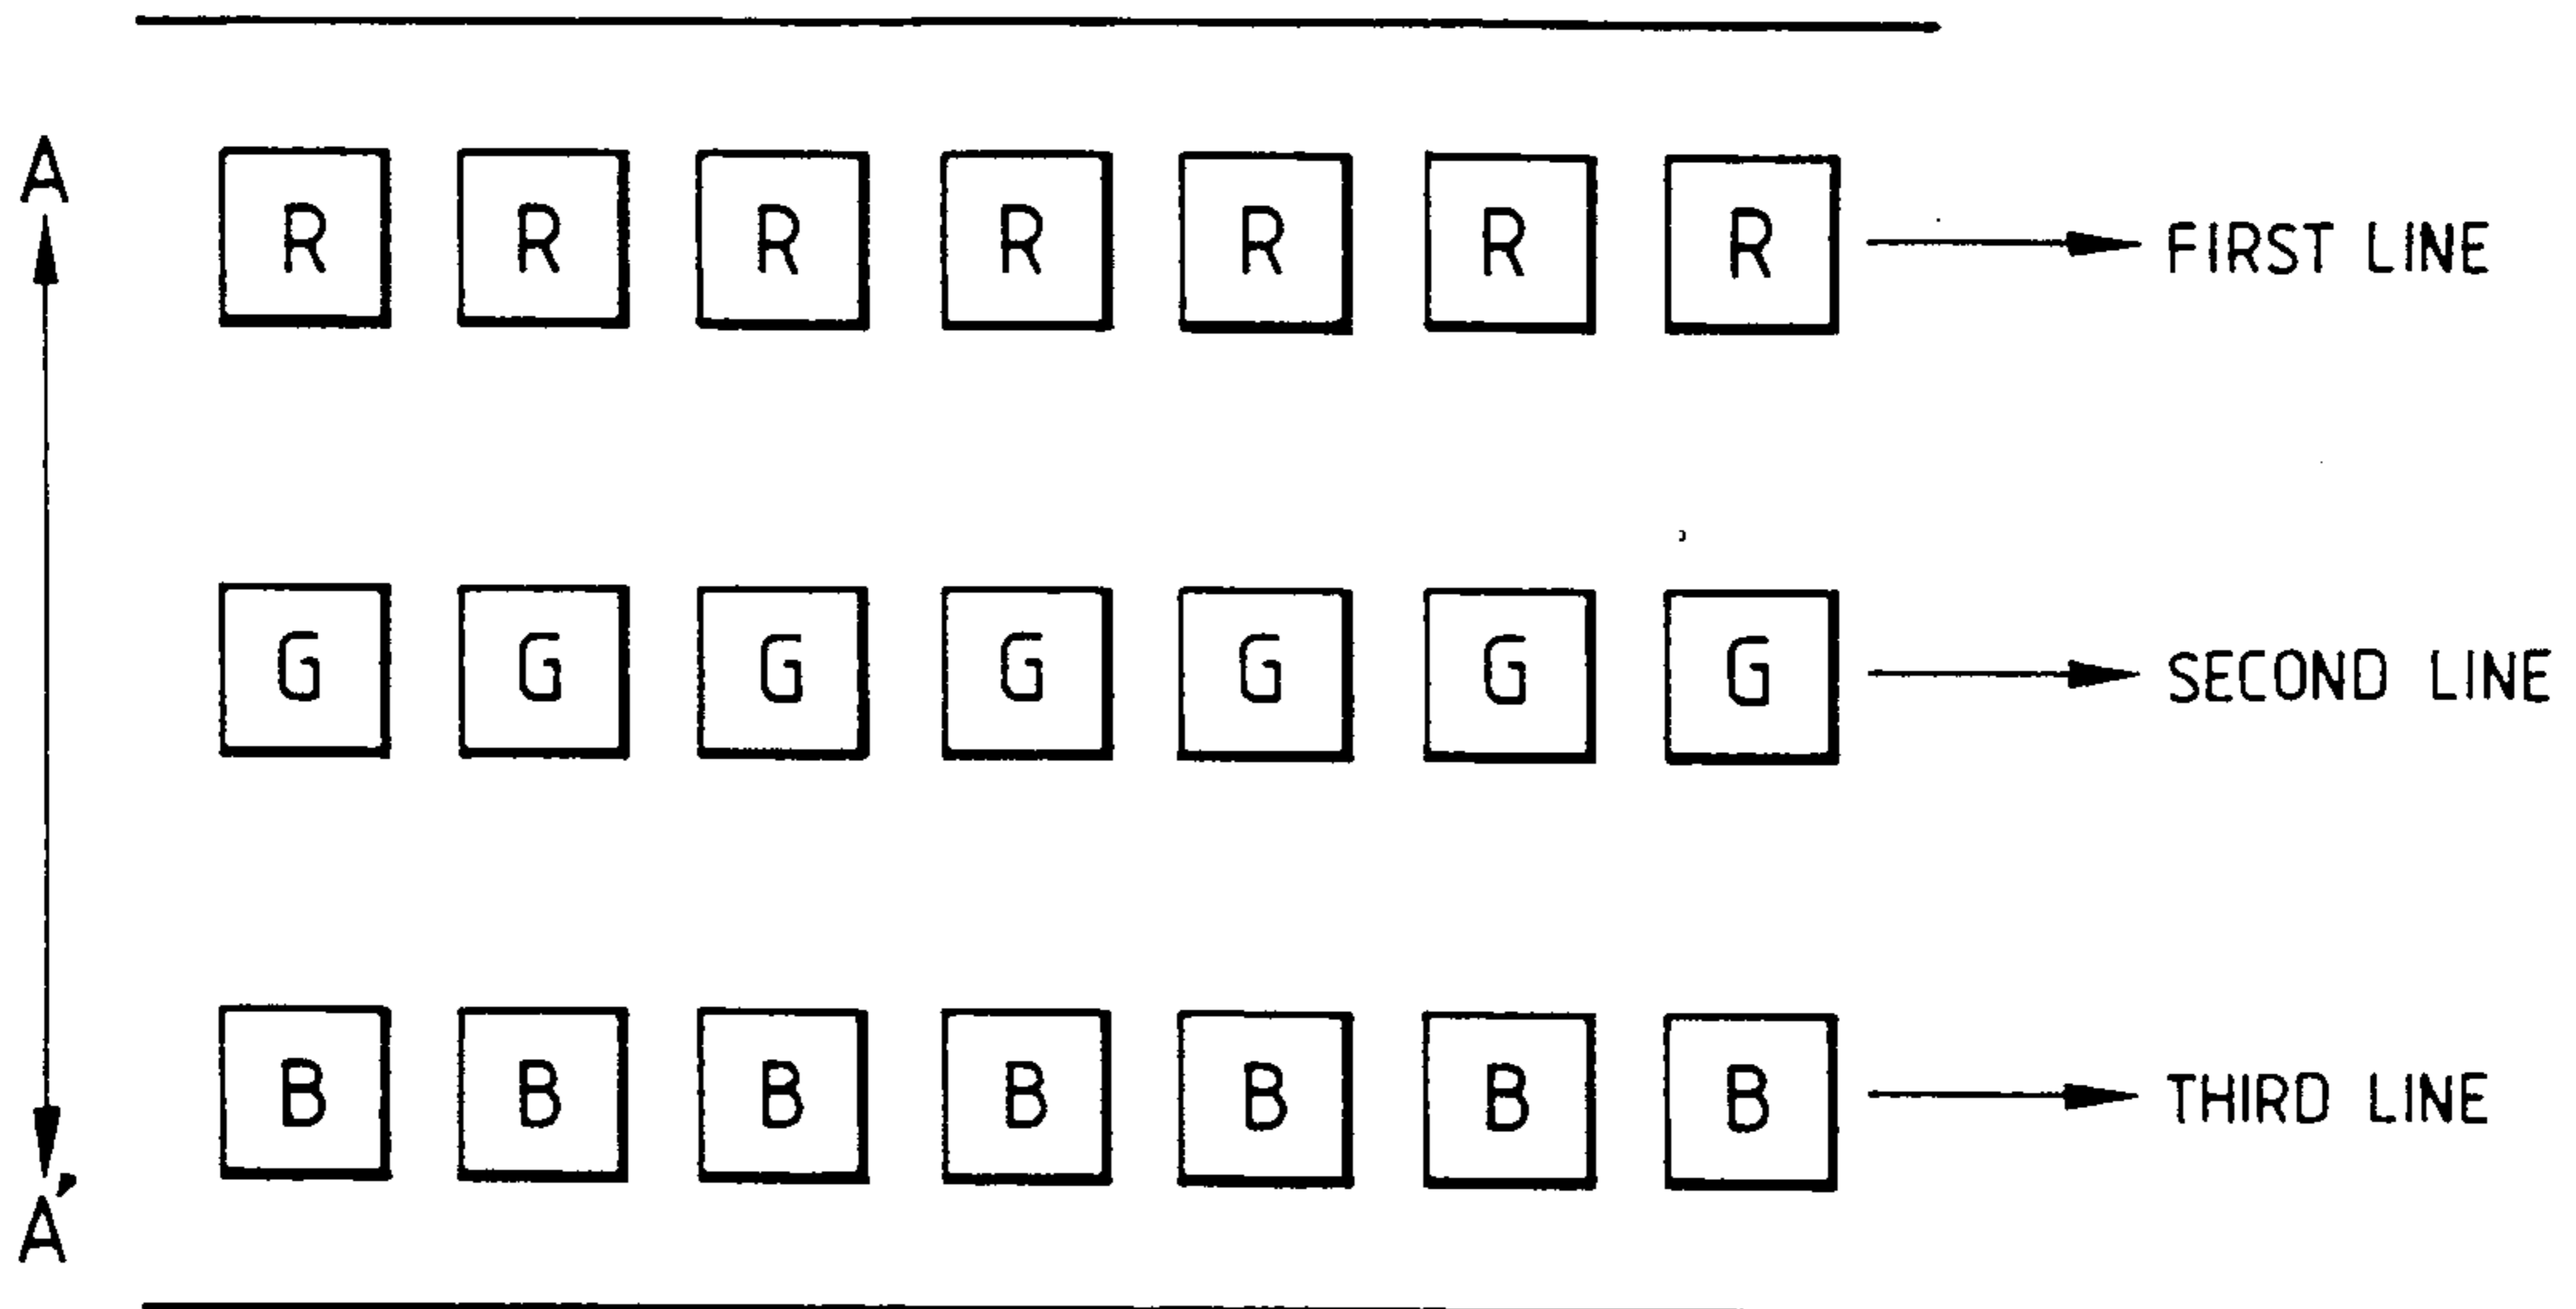 A
R R R R R R R FIRST LINE
G G G G G G G SECOND LINE
B B B B B B B THIRD LINE
A'